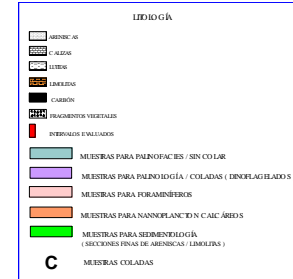 LITOLOGÍA
ARENISCAS
CALIZAS
LUTITAS
LIMOLITAS
CARBÓN
FRAGMENTOS VEGETALES
INTERVALOS EVALUADOS
MUESTRAS PARA PALINOFACIES / SIN COLAR
MUESTRAS PARA PALINOLOGÍA / COLADAS ( DINOFLAGELADOS
MUESTRAS PARA FORAMINÍFEROS
MUESTRAS PARA NANNOPLANCTON CALCÁREOS
MUESTRAS PARA SEDIMENTOLOGÍA
( SECCIONES FINAS DE ARENISCAS / LIMOLITAS )
C MUESTRAS COLADAS